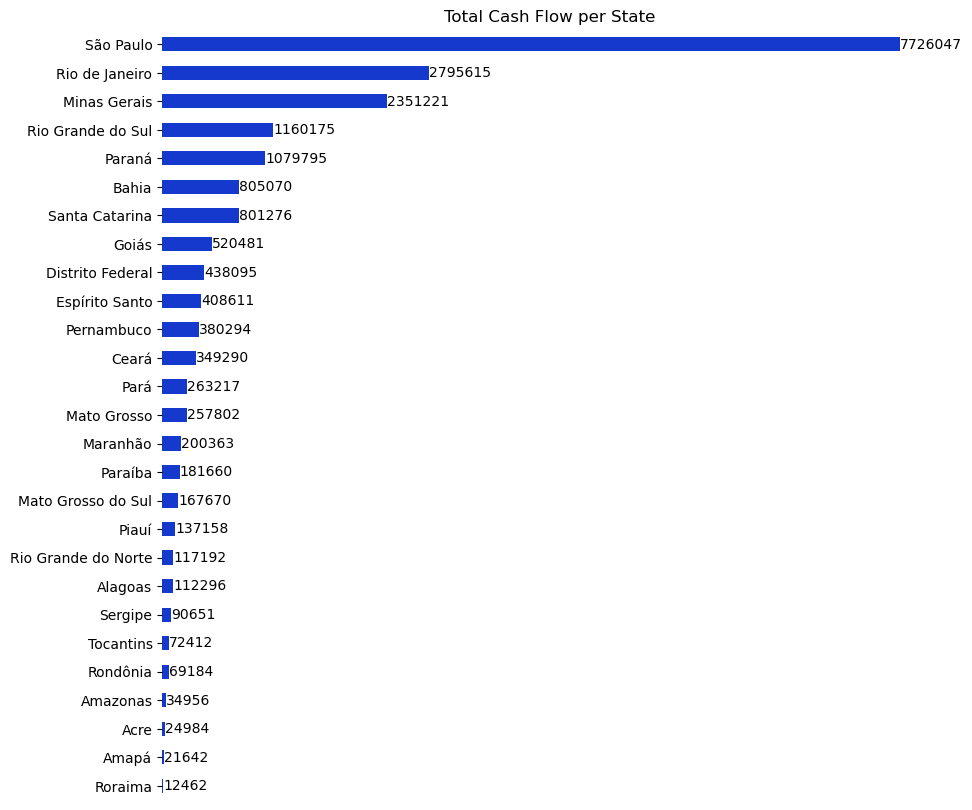 Total Cash Flow per State
São Paulo 7726047
Rio de Janeiro 2795615
Minas Gerais 2351221
Rio Grande do Sul 1160175
Paraná 1079795
Bahia 805070
Santa Catarina 801276
Goiás 520481
Distrito Federal 438095
Espírito Santo 408611
Pernambuco 380294
Ceará 349290
Pará 263217
Mato Grosso 257802
Maranhão 200363
Paraíba 181660
Mato Grosso do Sul 167670
Piauí 137158
Rio Grande do Norte 117192
Alagoas 112296
Sergipe 90651
Tocantins 72412
Rondônia 69184
Amazonas 34956
Acre 24984
Amapá 21642
Roraima 12462